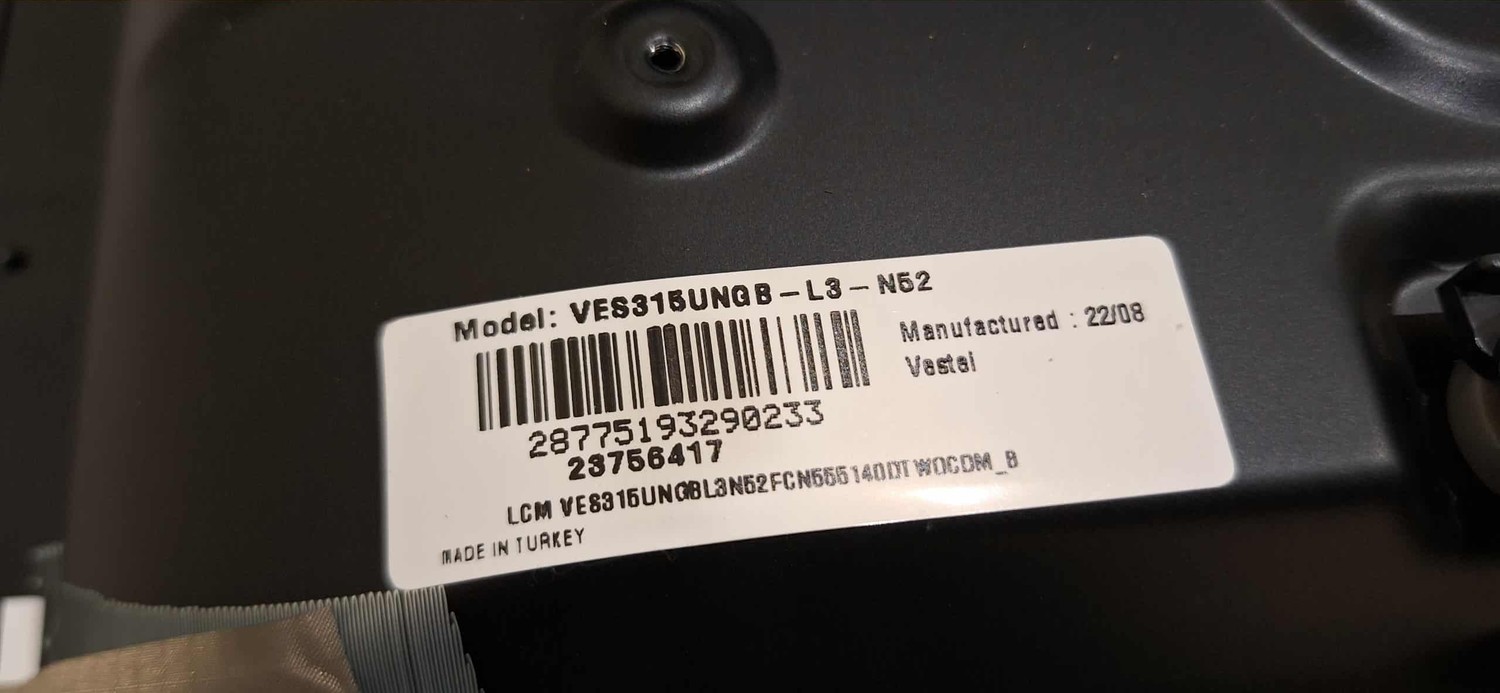 Model: VES315UNGB-L3-N52
Manufactured : 22/08
Vestel
28775193290233
23756417
LCM VES315UNGBL3N52FCN555140DTWOCDM_B
MADE IN TURKEY